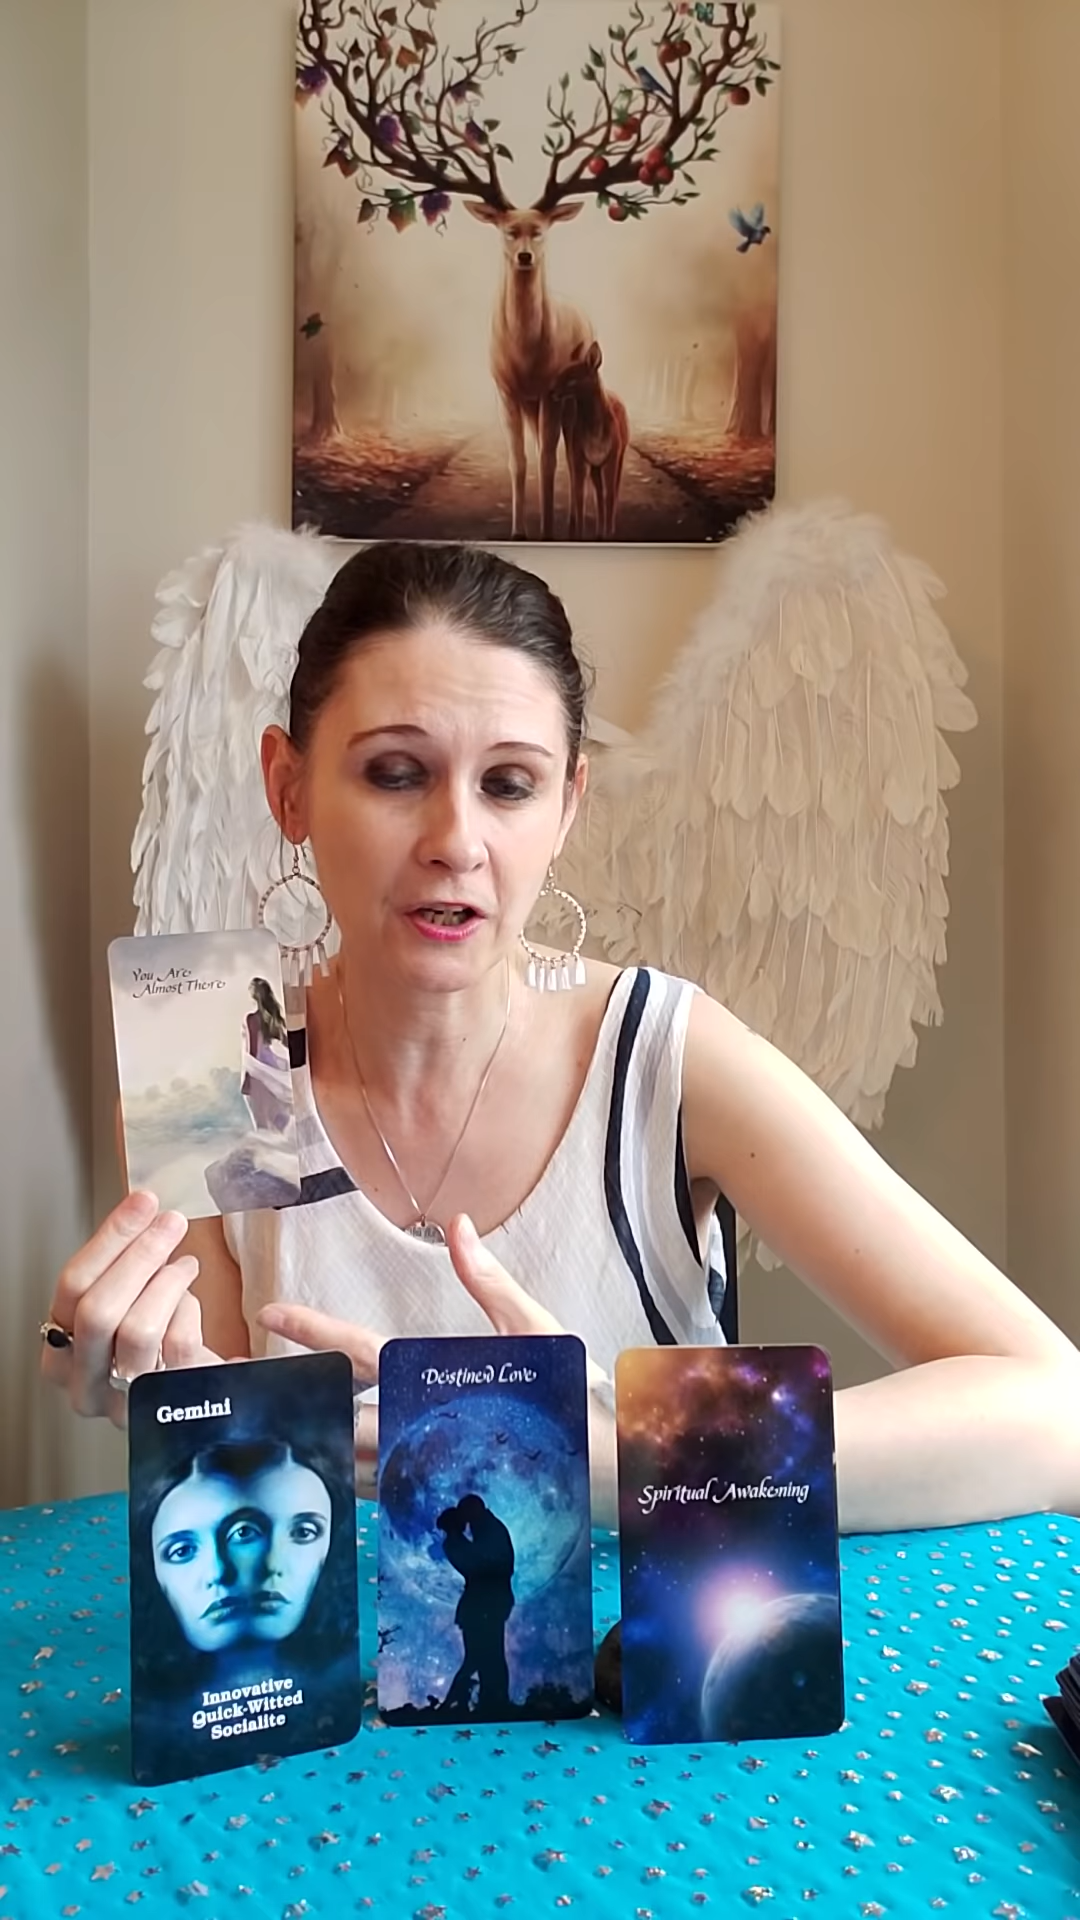 You Are
Almost There
Gemini
Innovative
Quick-Witted
Socialite
Destined Love
Spiritual Awakening